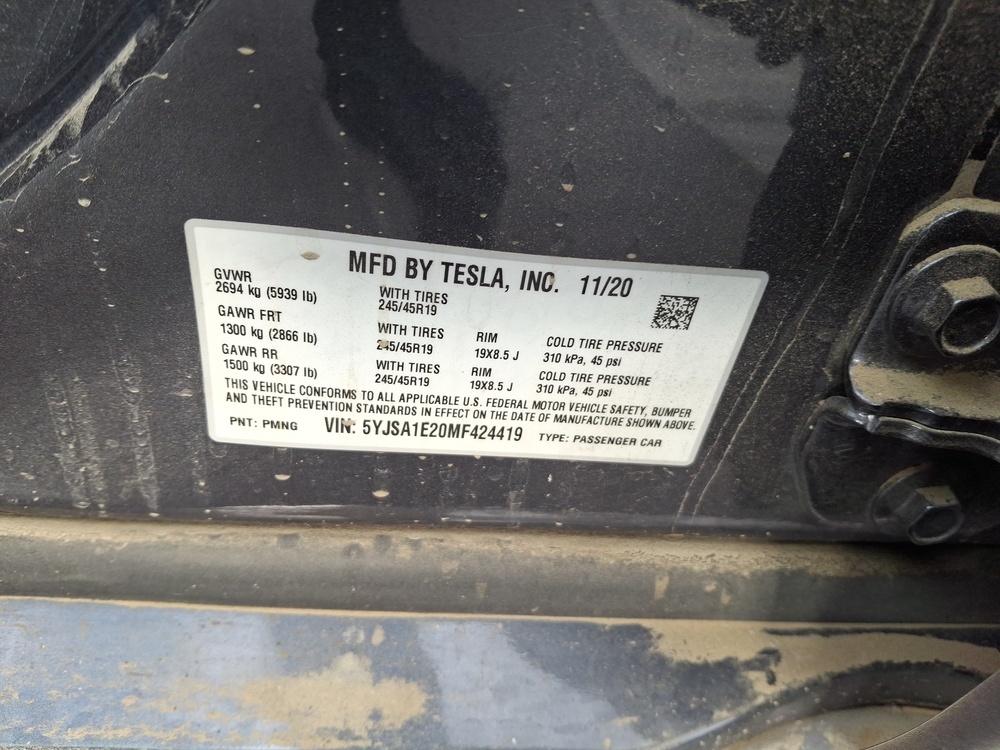 MFD BY TESLA, INC. 11/20
GVWR
2694 kg (5939 lb)
WITH TIRES
245/45R19
GAWR FRT
1300 kg (2866 lb)
WITH TIRES
245/45R19
RIM
19X8.5 J
COLD TIRE PRESSURE
310 kPa, 45 psi
GAWR RR
1500 kg (3307 lb)
WITH TIRES
245/45R19
RIM
19X8.5 J
COLD TIRE PRESSURE
310 kPa, 45 psi
THIS VEHICLE CONFORMS TO ALL APPLICABLE U.S. FEDERAL MOTOR VEHICLE SAFETY, BUMPER
AND THEFT PREVENTION STANDARDS IN EFFECT ON THE DATE OF MANUFACTURE SHOWN ABOVE.
PNT: PMNG VIN: 5YJSA1E20MF424419 TYPE: PASSENGER CAR